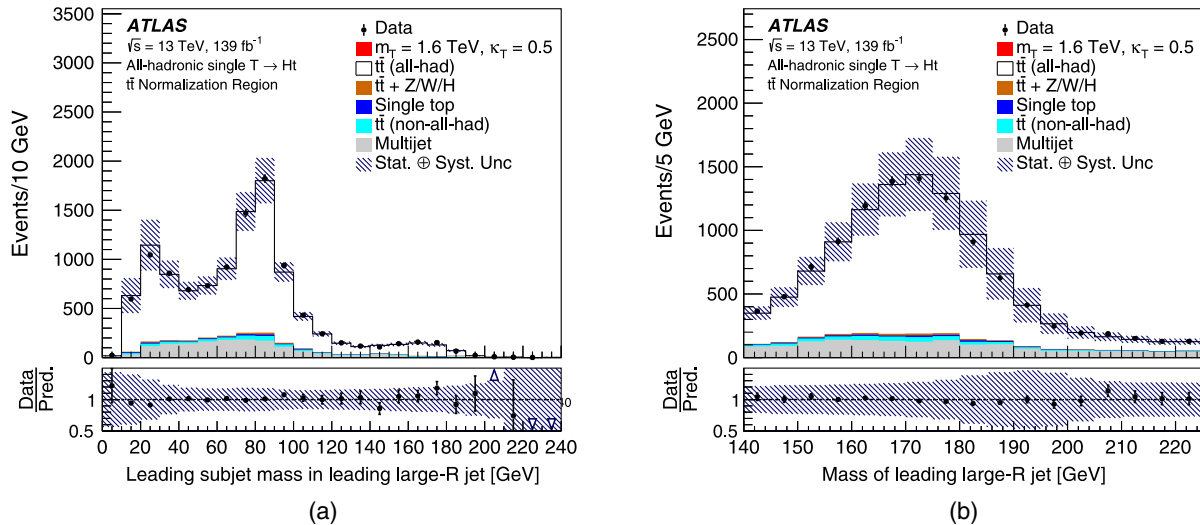 ATLAS
√s = 13 TeV, 139 fb⁻¹
All-hadronic single T → Ht
tt̄ Normalization Region
Data
m_T = 1.6 TeV, κ_T = 0.5
tt̄ (all-had)
tt̄ + Z/W/H
Single top
tt̄ (non-all-had)
Multijet
Stat. ⊕ Syst. Unc
Events/10 GeV
3500
3000
2500
2000
1500
1000
500
0
Data
Pred.
1
0.5
0 20 40 60 80 100 120 140 160 180 200 220 240
Leading subjet mass in leading large-R jet [GeV]
(a)
ATLAS
√s = 13 TeV, 139 fb⁻¹
All-hadronic single T → Ht
tt̄ Normalization Region
Data
m_T = 1.6 TeV, κ_T = 0.5
tt̄ (all-had)
tt̄ + Z/W/H
Single top
tt̄ (non-all-had)
Multijet
Stat. ⊕ Syst. Unc
Events/5 GeV
2500
2000
1500
1000
500
0
Data
Pred.
1
0.5
140 150 160 170 180 190 200 210 220
Mass of leading large-R jet [GeV]
(b)